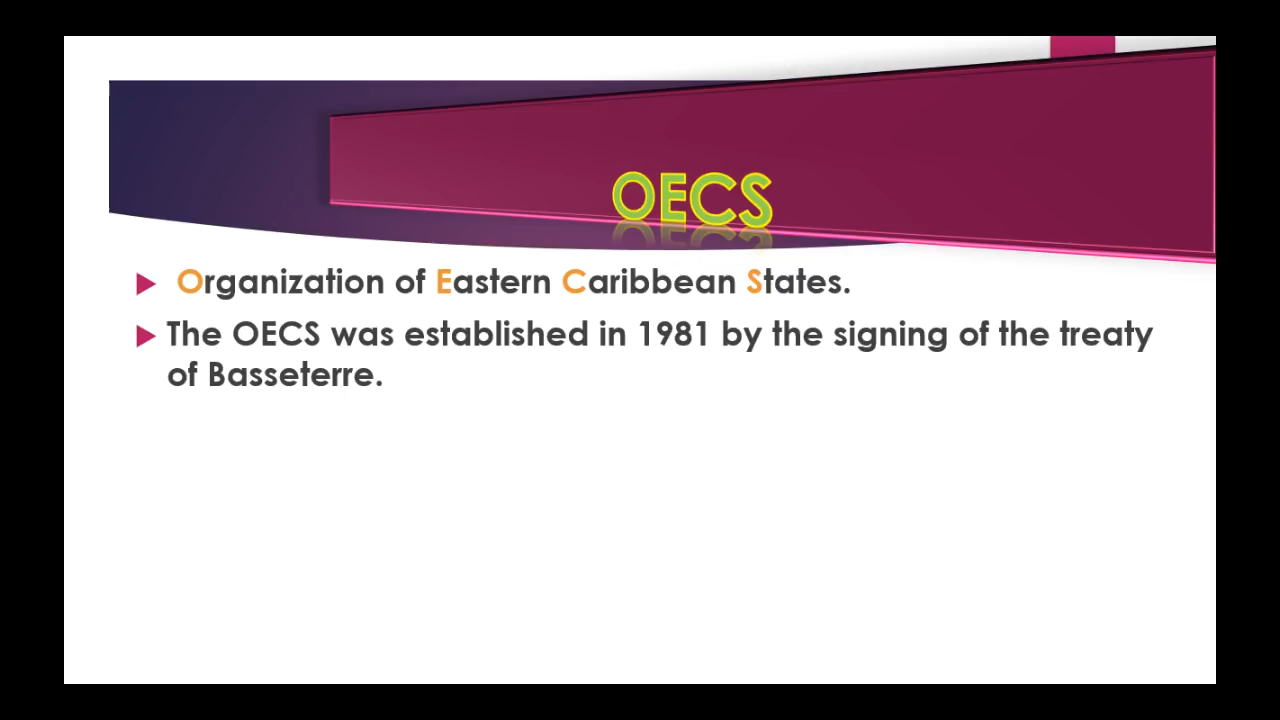 OECS
Organization of Eastern Caribbean States.
The OECS was established in 1981 by the signing of the treaty
of Basseterre.